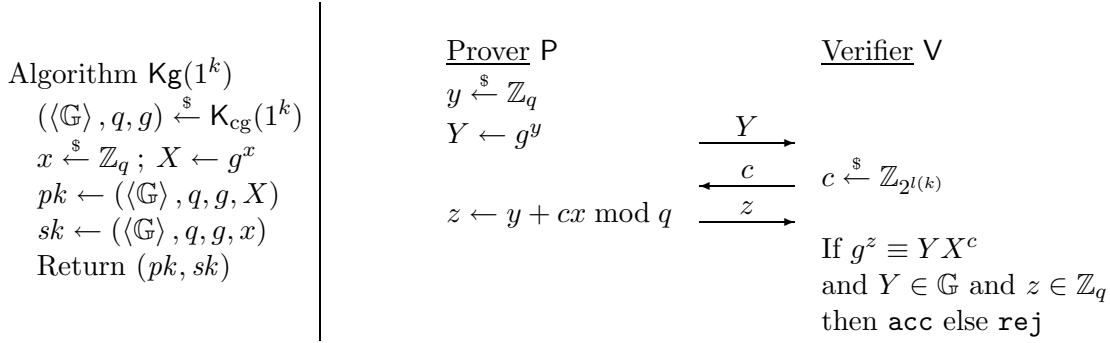 Algorithm Kg(1^k)
(⟨𝔾⟩, q, g) ←$ K_cg(1^k)
x ←$ ℤ_q ; X ← g^x
pk ← (⟨𝔾⟩, q, g, X)
sk ← (⟨𝔾⟩, q, g, x)
Return (pk, sk)
Prover P
y ←$ ℤ_q
Y ← g^y
Y
c
z ← y + cx mod q
z
Verifier V
c ←$ ℤ_{2^{l(k)}}
If g^z ≡ Y X^c
and Y ∈ 𝔾 and z ∈ ℤ_q
then acc else rej